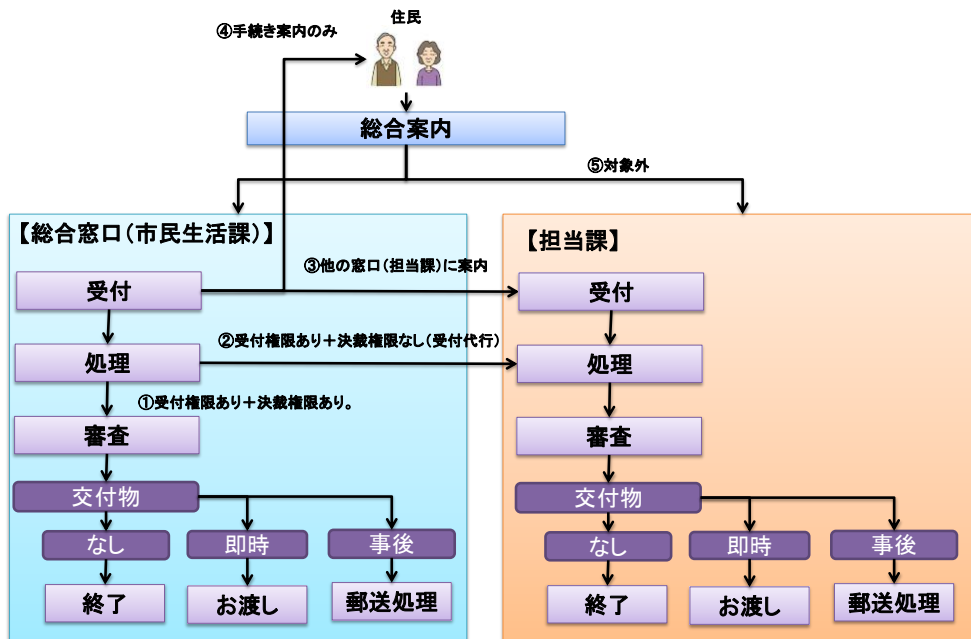 住民
④手続き案内のみ
総合案内
⑤対象外
【総合窓口(市民生活課)】
【担当課】
③他の窓口(担当課)に案内
受付
受付
②受付権限あり+決裁権限なし(受付代行)
処理
処理
①受付権限あり+決裁権限あり。
審査
審査
交付物
交付物
なし
即時
事後
なし
即時
事後
終了
お渡し
郵送処理
終了
お渡し
郵送処理